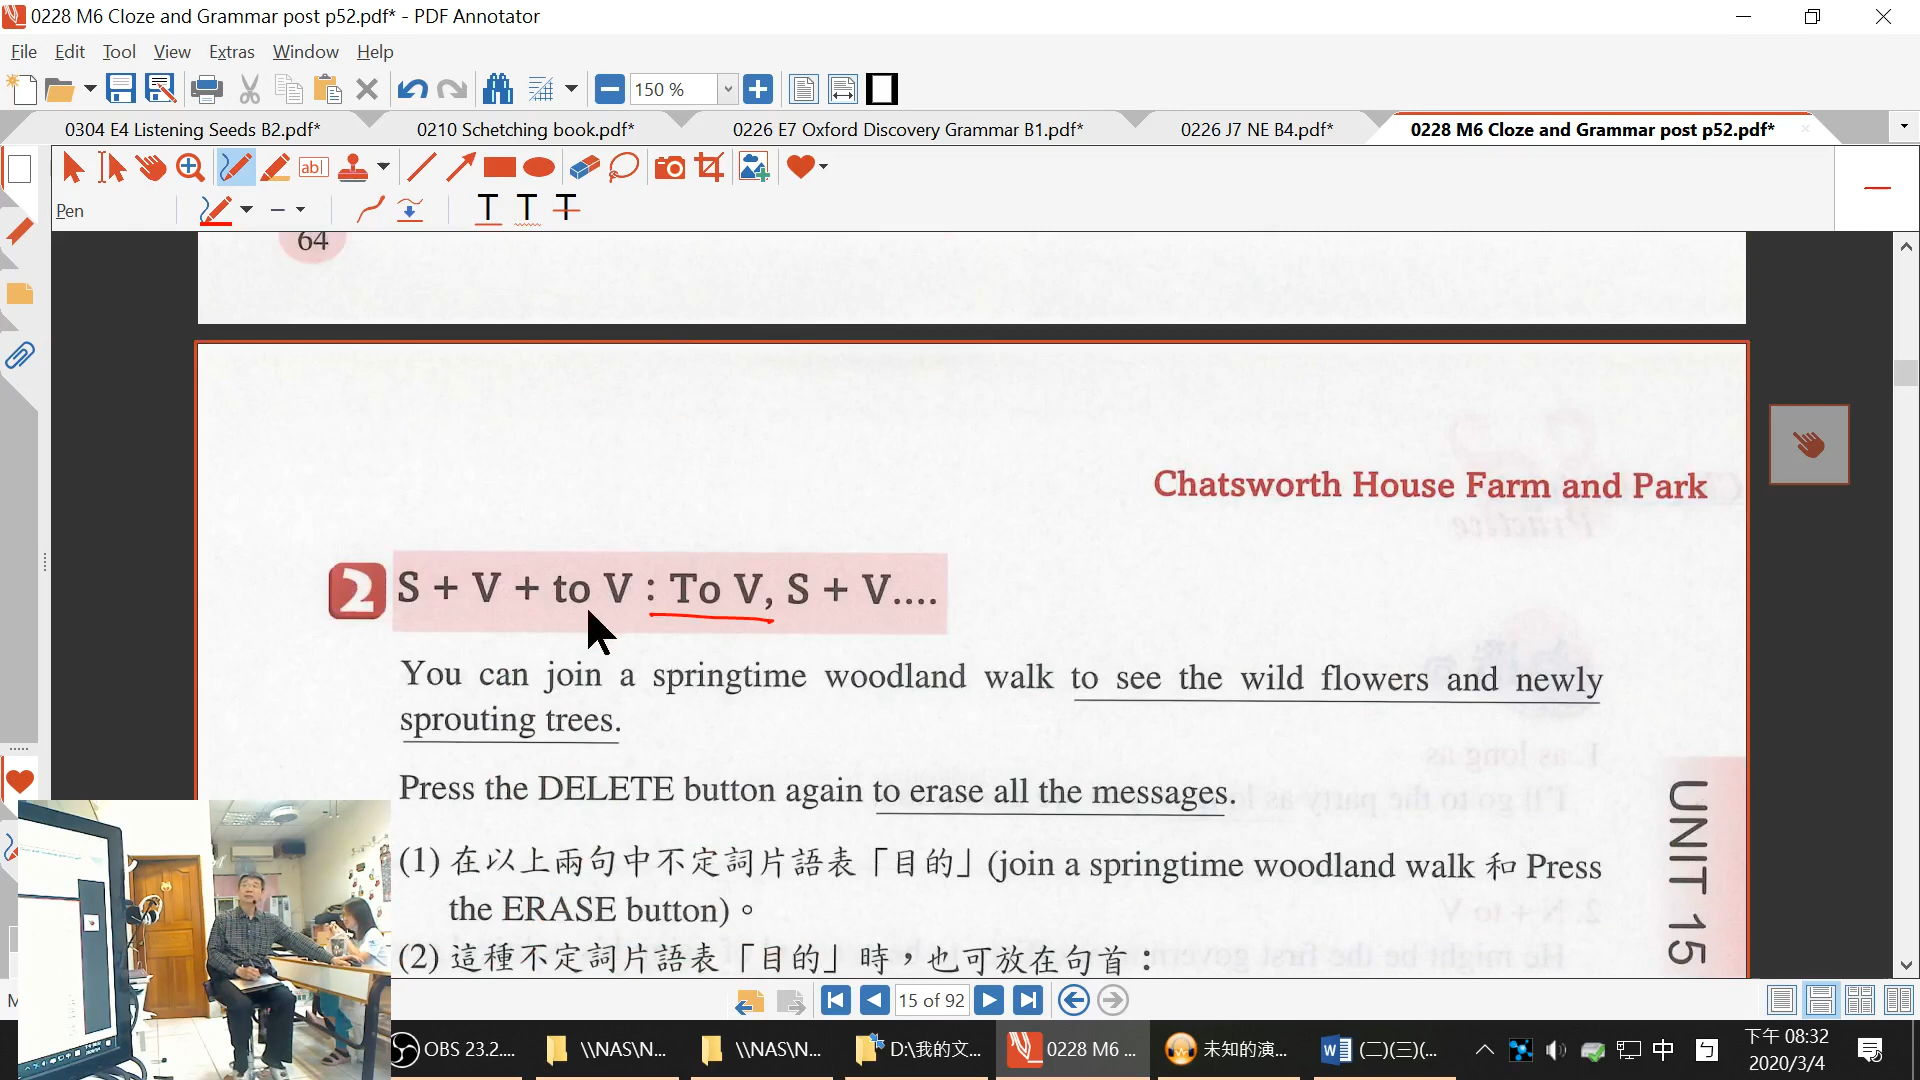 0228 M6 Cloze and Grammar post p52.pdf* - PDF Annotator
File Edit Tool View Extras Window Help
150 %
0304 E4 Listening Seeds B2.pdf*
0210 Schetching book.pdf*
0226 E7 Oxford Discovery Grammar B1.pdf*
0226 J7 NE B4.pdf*
0228 M6 Cloze and Grammar post p52.pdf*
Pen
64
Chatsworth House Farm and Park
2 S + V + to V : To V, S + V....
You can join a springtime woodland walk to see the wild flowers and newly
sprouting trees.
Press the DELETE button again to erase all the messages.
(1) 在以上兩句中不定詞片語表「目的」(join a springtime woodland walk 和 Press
the ERASE button)。
(2) 這種不定詞片語表「目的」時，也可放在句首：
UNIT 15
15 of 92
OBS 23.2....
\\NAS\N...
\\NAS\N...
D:\我的文...
0228 M6 ...
未知的演...
(二)(三)(...
中
ㄅ
下午 08:32
2020/3/4